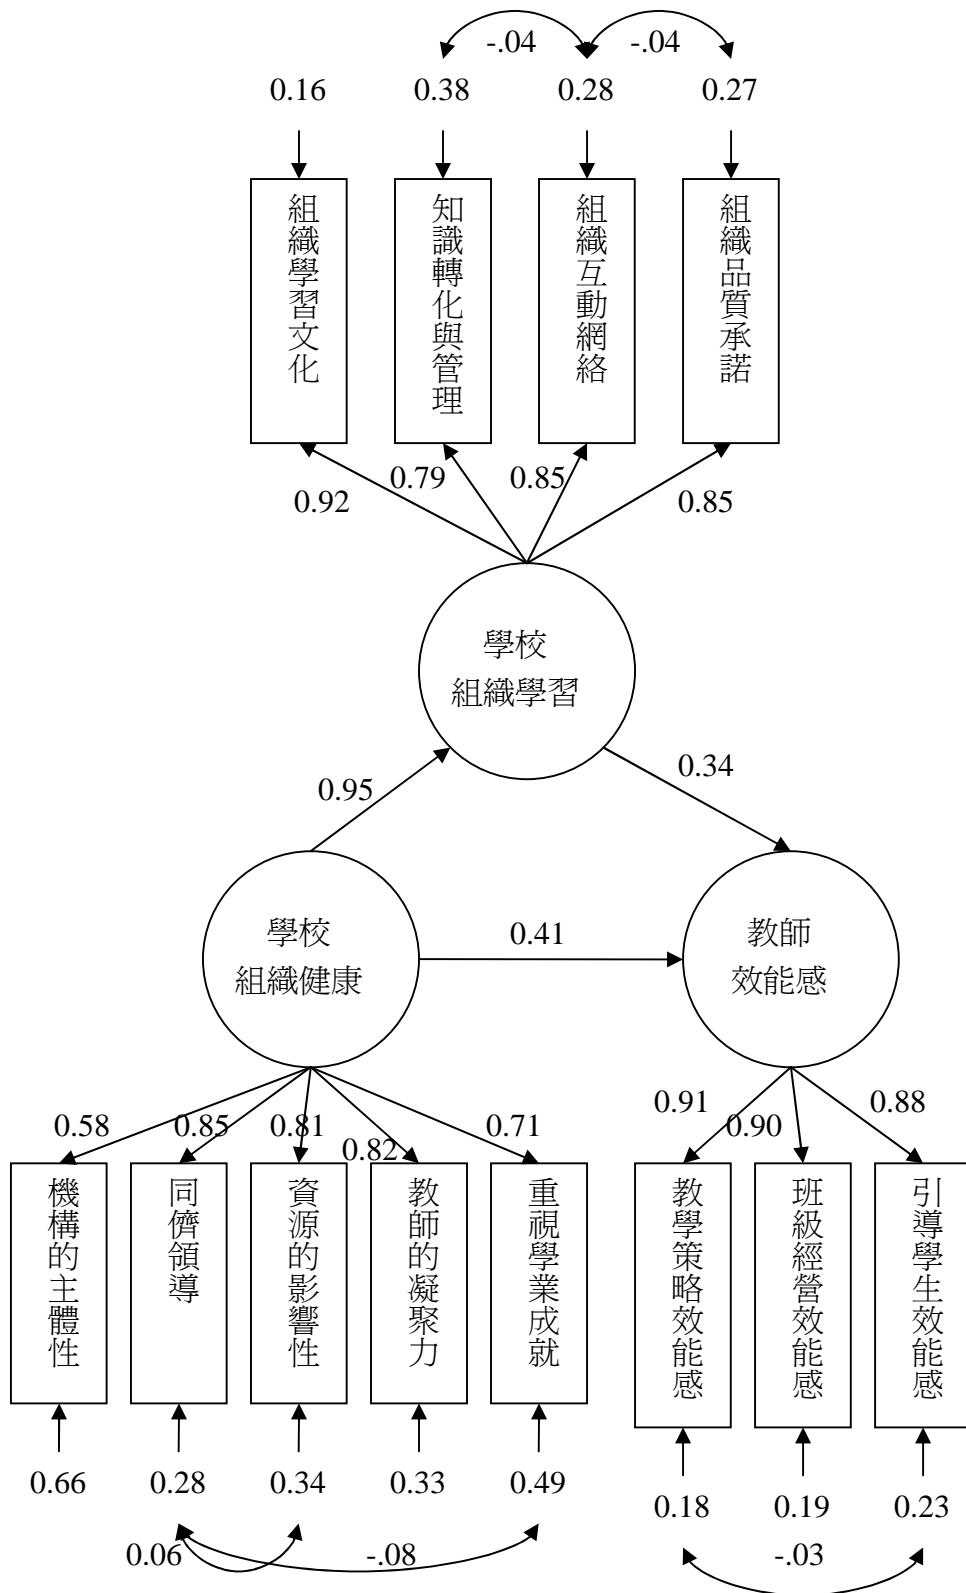 -.04
-.04
0.16
0.38
0.28
0.27
組織學習文化
知識轉化與管理
組織互動網絡
組織品質承諾
0.92
0.79
0.85
0.85
學校
組織學習
0.95
0.34
學校
組織健康
0.41
教師
效能感
0.58
0.85
0.81
0.82
0.71
0.91
0.90
0.88
機構的主體性
同儕領導
資源的影響性
教師的凝聚力
重視學業成就
教學策略效能感
班級經營效能感
引導學生效能感
0.66
0.28
0.34
0.33
0.49
0.18
0.19
0.23
0.06
-.08
-.03